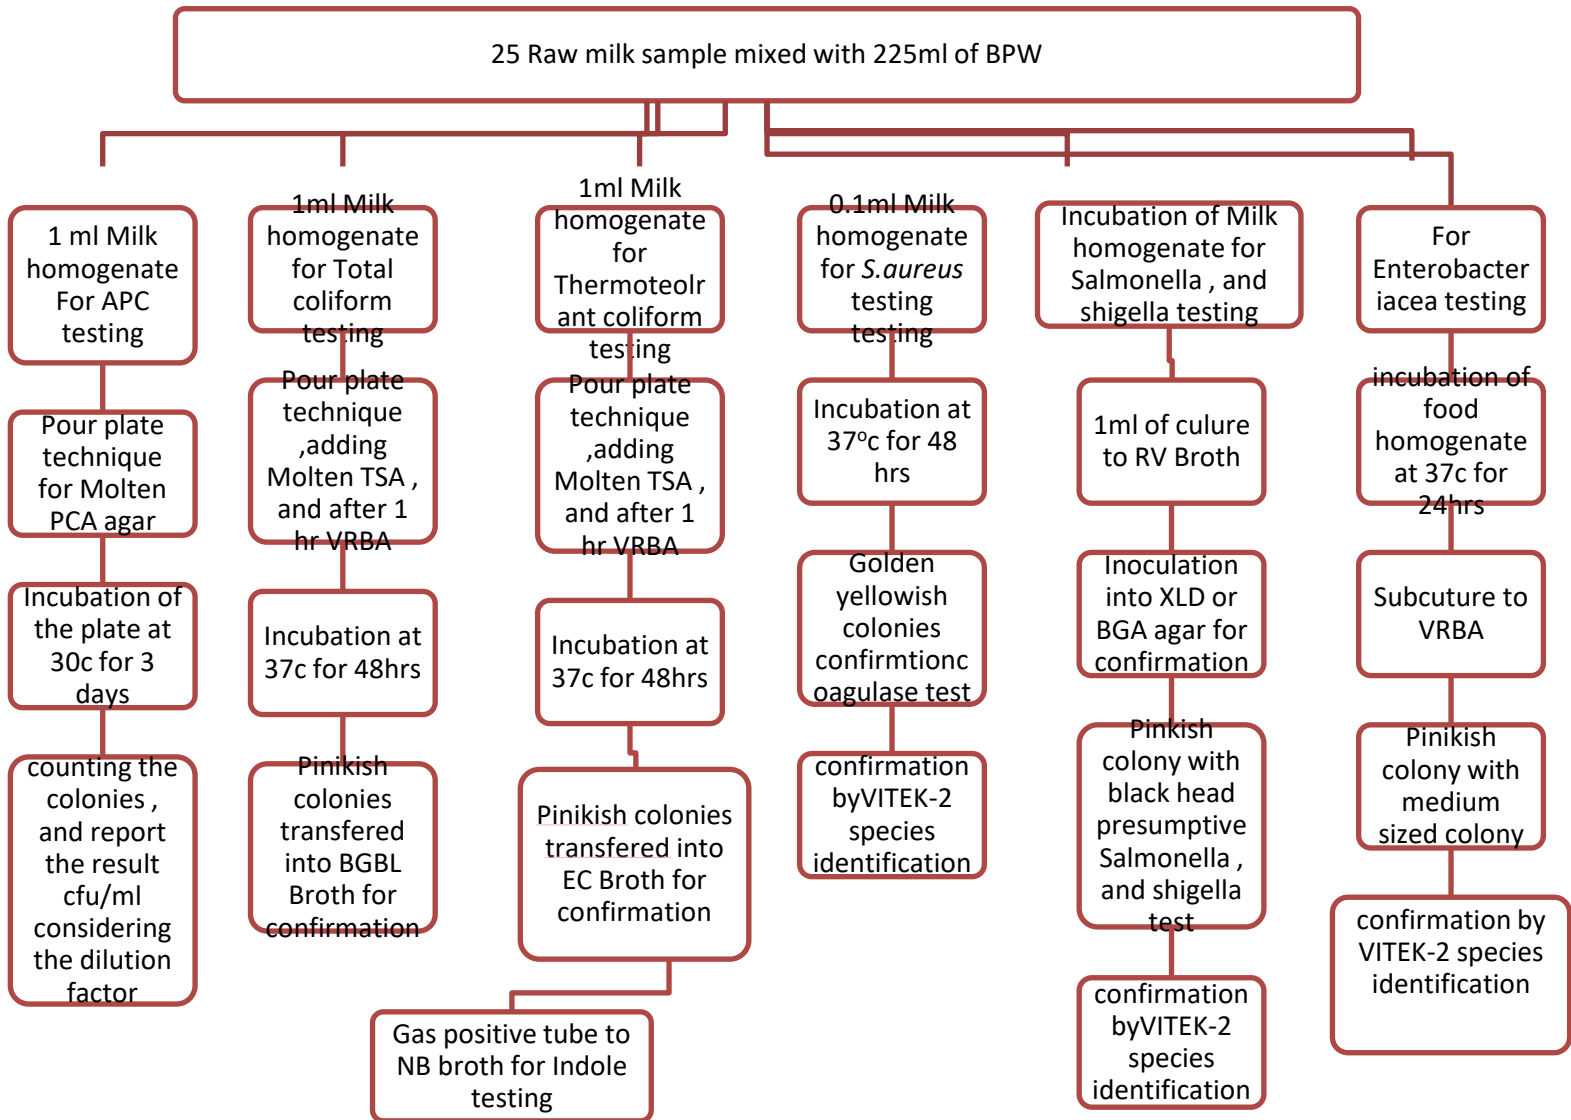 25 Raw milk sample mixed with 225ml of BPW
1 ml Milk
homogenate
For APC
testing
Pour plate
technique
for Molten
PCA agar
Incubation of
the plate at
30c for 3
days
counting the
colonies ,
and report
the result
cfu/ml
considering
the dilution
factor
1ml Milk
homogenate
for Total
coliform
testing
Pour plate
technique
,adding
Molten TSA ,
and after 1
hr VRBA
Incubation at
37c for 48hrs
Pinikish
colonies
transfered
into BGBL
Broth for
confirmation
1ml Milk
homogenate
for
Thermoteolr
ant coliform
testing
Pour plate
technique
,adding
Molten TSA ,
and after 1
hr VRBA
Incubation at
37c for 48hrs
Pinikish colonies
transfered into
EC Broth for
confirmation
Gas positive tube to
NB broth for Indole
testing
0.1ml Milk
homogenate
for S.aureus
testing
testing
Incubation at
37ᵒc for 48
hrs
Golden
yellowish
colonies
confirmtionc
oagulase test
confirmation
byVITEK-2
species
identification
Incubation of Milk
homogenate for
Salmonella , and
shigella testing
1ml of culure
to RV Broth
Inoculation
into XLD or
BGA agar for
confirmation
Pinkish
colony with
black head
presumptive
Salmonella ,
and shigella
test
confirmation
byVITEK-2
species
identification
For
Enterobacter
iacea testing
incubation of
food
homogenate
at 37c for
24hrs
Subcuture to
VRBA
Pinikish
colony with
medium
sized colony
confirmation by
VITEK-2 species
identification